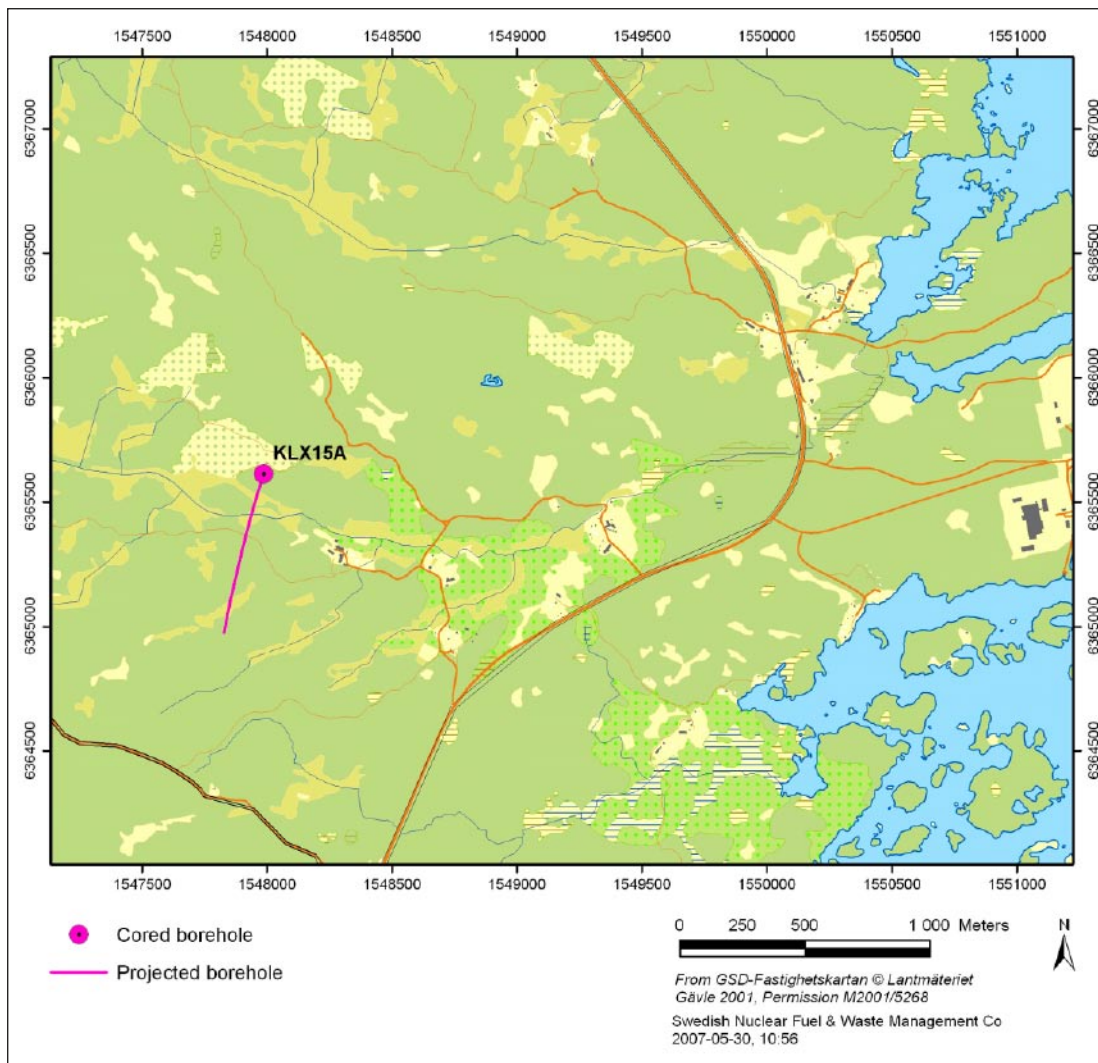 1547500 1548000 1548500 1549000 1549500 1550000 1550500 1551000
6367000 6367000
6366500 6366500
6366000 6366000
KLX15A
6365500 6365500
6365000 6365000
6364500 6364500
1547500 1548000 1548500 1549000 1549500 1550000 1550500 1551000
Cored borehole
Projected borehole
0 250 500 1 000 Meters
N
From GSD-Fastighetskartan © Lantmäteriet
Gävle 2001, Permission M2001/5268
Swedish Nuclear Fuel & Waste Management Co
2007-05-30, 10:56